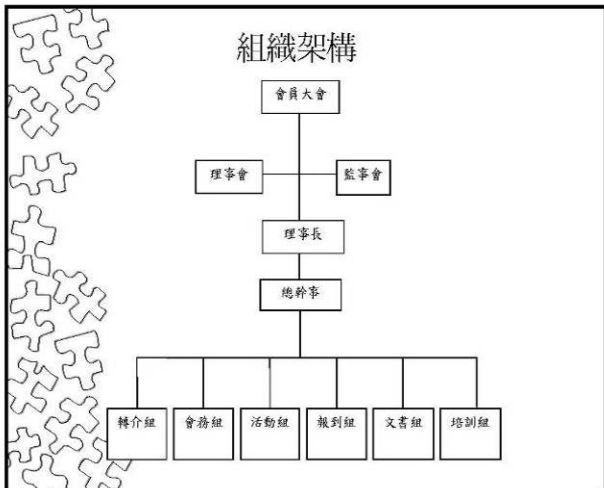 組織架構
會員大會
理事會
監事會
理事長
總幹事
轉介組
會務組
活動組
報到組
文書組
培訓組